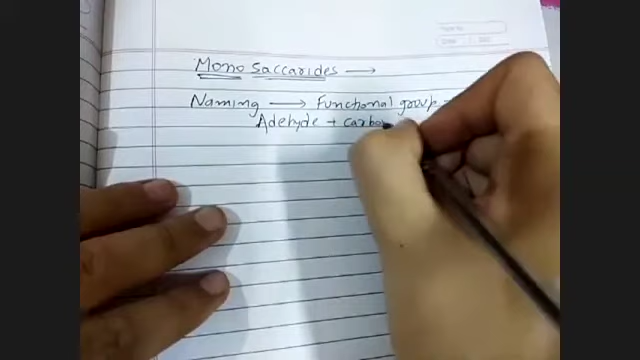 Mono Saccarides →
Naming → Functional group
Adehyde + carbo